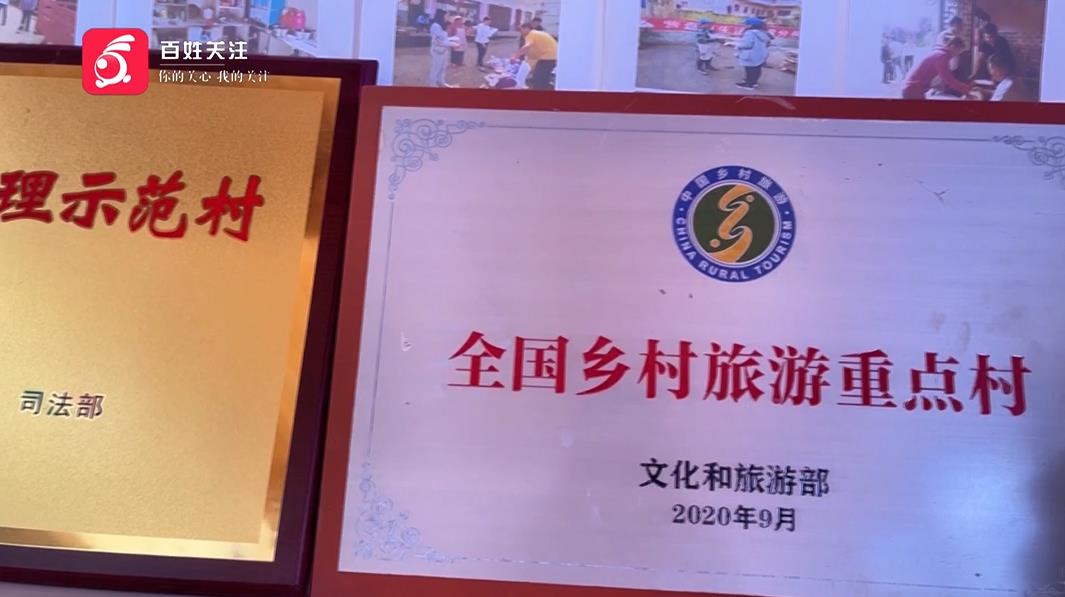 百姓关注
你的关心 我的关注
理示范村
司法部
中国乡村旅游
CHINA RURAL TOURISM
全国乡村旅游重点村
文化和旅游部
2020年9月